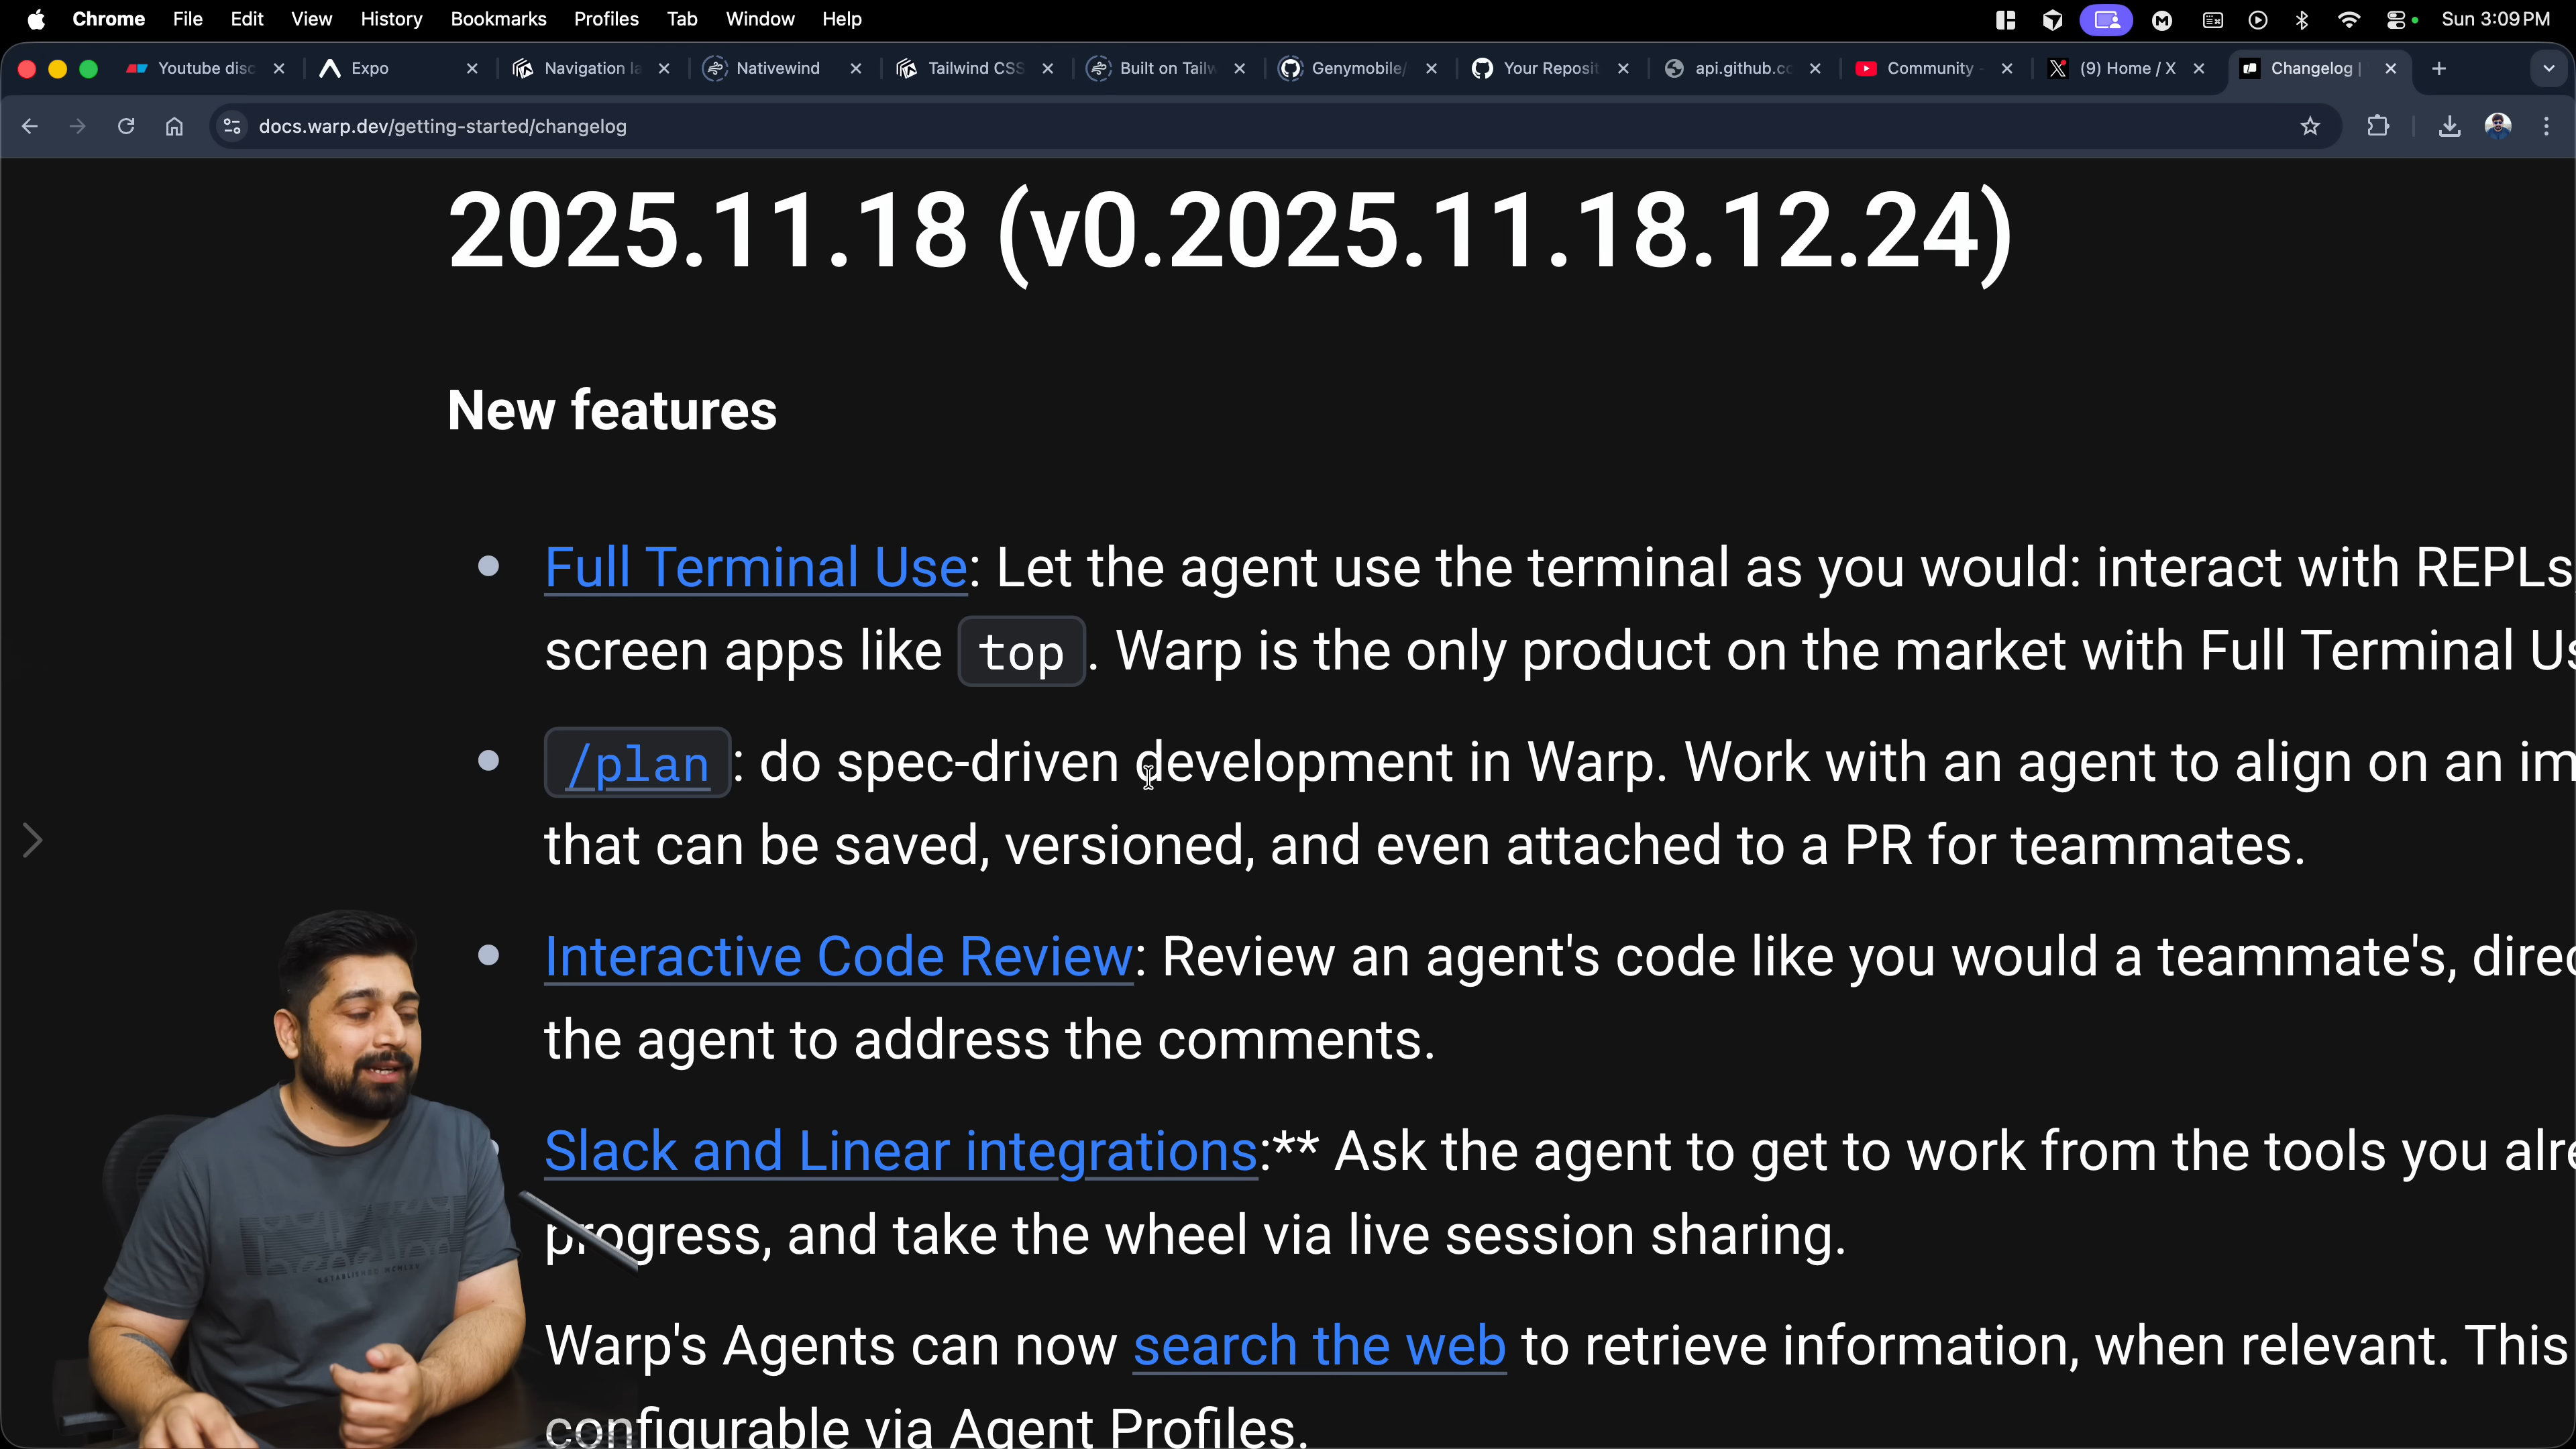 Chrome File Edit View History Bookmarks Profiles Tab Window Help Sun 3:09 PM
Youtube disc Expo Navigation la Nativewind Tailwind CSS Built on Tailw Genymobile/ Your Reposit api.github.cc Community - (9) Home / X Changelog |
docs.warp.dev/getting-started/changelog
2025.11.18 (v0.2025.11.18.12.24)
New features
Full Terminal Use: Let the agent use the terminal as you would: interact with REPLs
screen apps like top . Warp is the only product on the market with Full Terminal Us
/plan : do spec-driven development in Warp. Work with an agent to align on an im
that can be saved, versioned, and even attached to a PR for teammates.
Interactive Code Review: Review an agent's code like you would a teammate's, direc
the agent to address the comments.
Slack and Linear integrations:** Ask the agent to get to work from the tools you alre
progress, and take the wheel via live session sharing.
Warp's Agents can now search the web to retrieve information, when relevant. This
configurable via Agent Profiles.